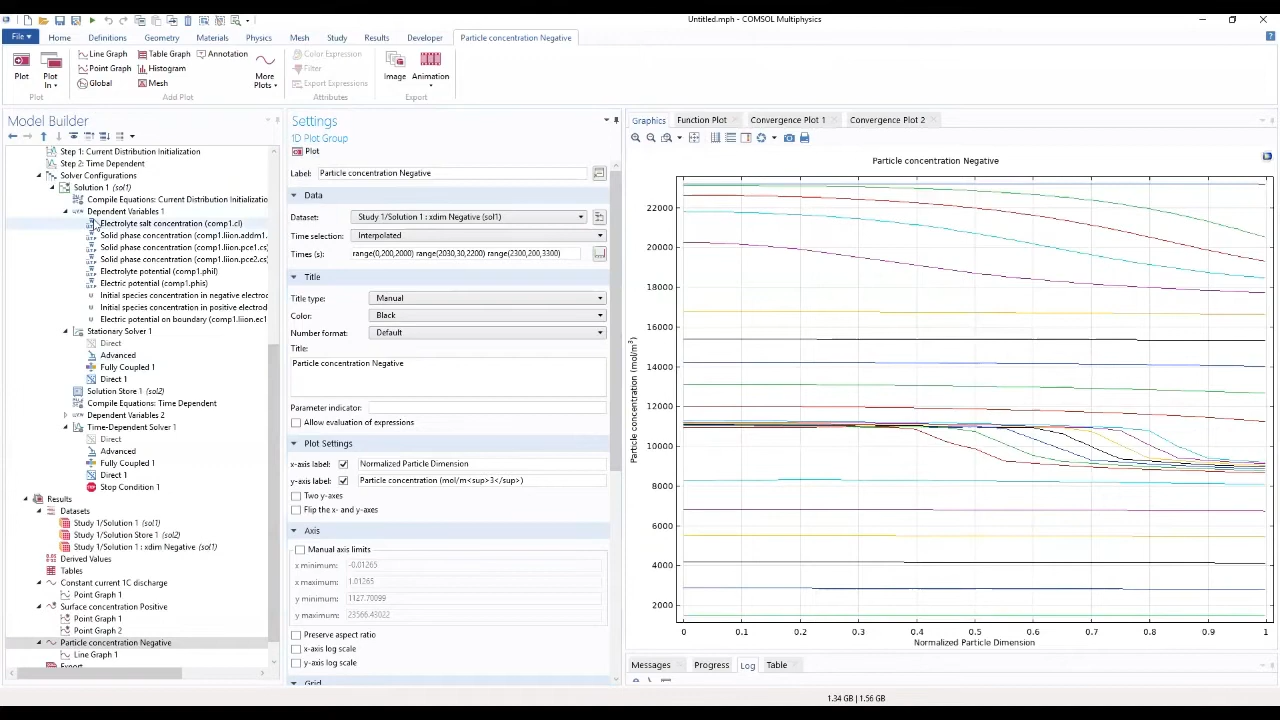 Untitled.mph - COMSOL Multiphysics
File Home Definitions Geometry Materials Physics Mesh Study Results Developer Particle concentration Negative
Plot
Plot In
Line Graph
Point Graph
Global
Table Graph
Histogram
Mesh
Annotation
More Plots
Color Expression
Filter
Export Expressions
Image
Animation
Plot Add Plot Attributes Export
Model Builder
Step 1: Current Distribution Initialization
Step 2: Time Dependent
Solver Configurations
Solution 1 (sol1)
Compile Equations: Current Distribution Initializatio
Dependent Variables 1
Electrolyte salt concentration (comp1.cl)
Solid phase concentration (comp1.liion.addm1.
Solid phase concentration (comp1.liion.pce1.cs
Solid phase concentration (comp1.liion.pce2.cs
Electrolyte potential (comp1.phil)
Electric potential (comp1.phis)
Initial species concentration in negative electrod
Initial species concentration in positive electrod
Electric potential on boundary (comp1.liion.ec1
Stationary Solver 1
Direct
Advanced
Fully Coupled 1
Direct 1
Solution Store 1 (sol2)
Compile Equations: Time Dependent
Dependent Variables 2
Time-Dependent Solver 1
Direct
Advanced
Fully Coupled 1
Direct 1
Stop Condition 1
Results
Datasets
Study 1/Solution 1 (sol1)
Study 1/Solution Store 1 (sol2)
Study 1/Solution 1 : xdim Negative (sol1)
Derived Values
Tables
Constant current 1C discharge
Point Graph 1
Surface concentration Positive
Point Graph 1
Point Graph 2
Particle concentration Negative
Line Graph 1
Export
Settings
1D Plot Group
Plot
Label: Particle concentration Negative
Data
Dataset: Study 1/Solution 1 : xdim Negative (sol1)
Time selection: Interpolated
Times (s): range(0,200,2000) range(2030,30,2200) range(2300,200,3300)
Title
Title type: Manual
Color: Black
Number format: Default
Title:
Particle concentration Negative
Parameter indicator:
Allow evaluation of expressions
Plot Settings
x-axis label: Normalized Particle Dimension
y-axis label: Particle concentration (mol/m<sup>3</sup>)
Two y-axes
Flip the x- and y-axes
Axis
Manual axis limits
x minimum: -0.01265
x maximum: 1.01265
y minimum: 1127.70099
y maximum: 23566.43022
Preserve aspect ratio
x-axis log scale
y-axis log scale
Grid
Graphics Function Plot Convergence Plot 1 Convergence Plot 2
Particle concentration Negative
Particle concentration (mol/m³)
22000
20000
18000
16000
14000
12000
10000
8000
6000
4000
2000
0 0.1 0.2 0.3 0.4 0.5 0.6 0.7 0.8 0.9 1
Normalized Particle Dimension
Messages Progress Log Table
1.34 GB | 1.56 GB